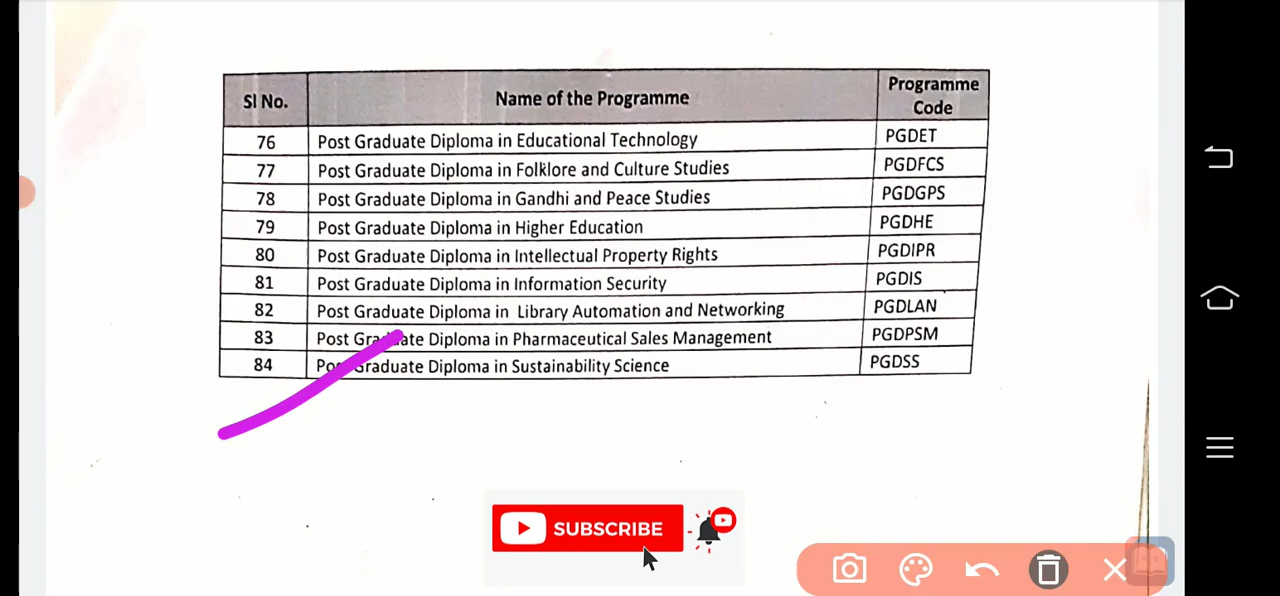 Sl No. Name of the Programme Programme Code
76 Post Graduate Diploma in Educational Technology PGDET
77 Post Graduate Diploma in Folklore and Culture Studies PGDFCS
78 Post Graduate Diploma in Gandhi and Peace Studies PGDGPS
79 Post Graduate Diploma in Higher Education PGDHE
80 Post Graduate Diploma in Intellectual Property Rights PGDIPR
81 Post Graduate Diploma in Information Security PGDIS
82 Post Graduate Diploma in Library Automation and Networking PGDLAN
83 Post Graduate Diploma in Pharmaceutical Sales Management PGDPSM
84 Post Graduate Diploma in Sustainability Science PGDSS
SUBSCRIBE